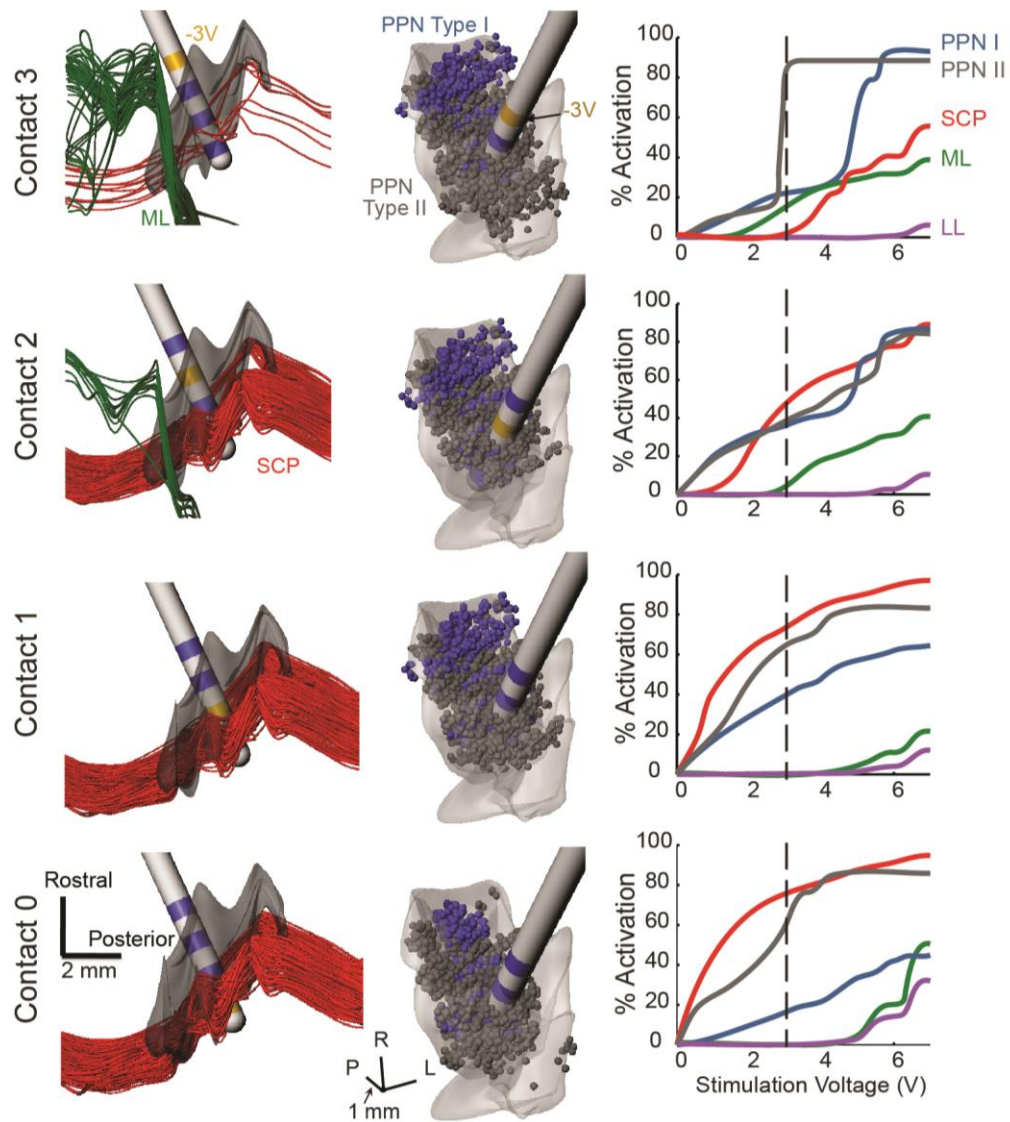 Contact 3
-3V
ML
PPN Type I
-3V
PPN
Type II
% Activation
100
80
60
40
20
0
0
2
4
6
PPN I
PPN II
SCP
ML
LL
Contact 2
SCP
% Activation
100
80
60
40
20
0
0
2
4
6
Contact 1
% Activation
100
80
60
40
20
0
0
2
4
6
Contact 0
Rostral
Posterior
2 mm
R
P
L
1 mm
% Activation
100
80
60
40
20
0
0
2
4
6
Stimulation Voltage (V)